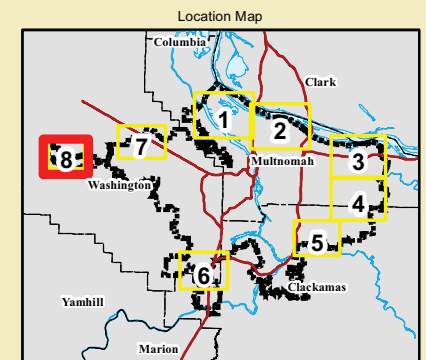 Location Map
Columbia
Clark
1
2
Multnomah
3
7
8
Washington
4
5
6
Clackamas
Yamhill
Marion